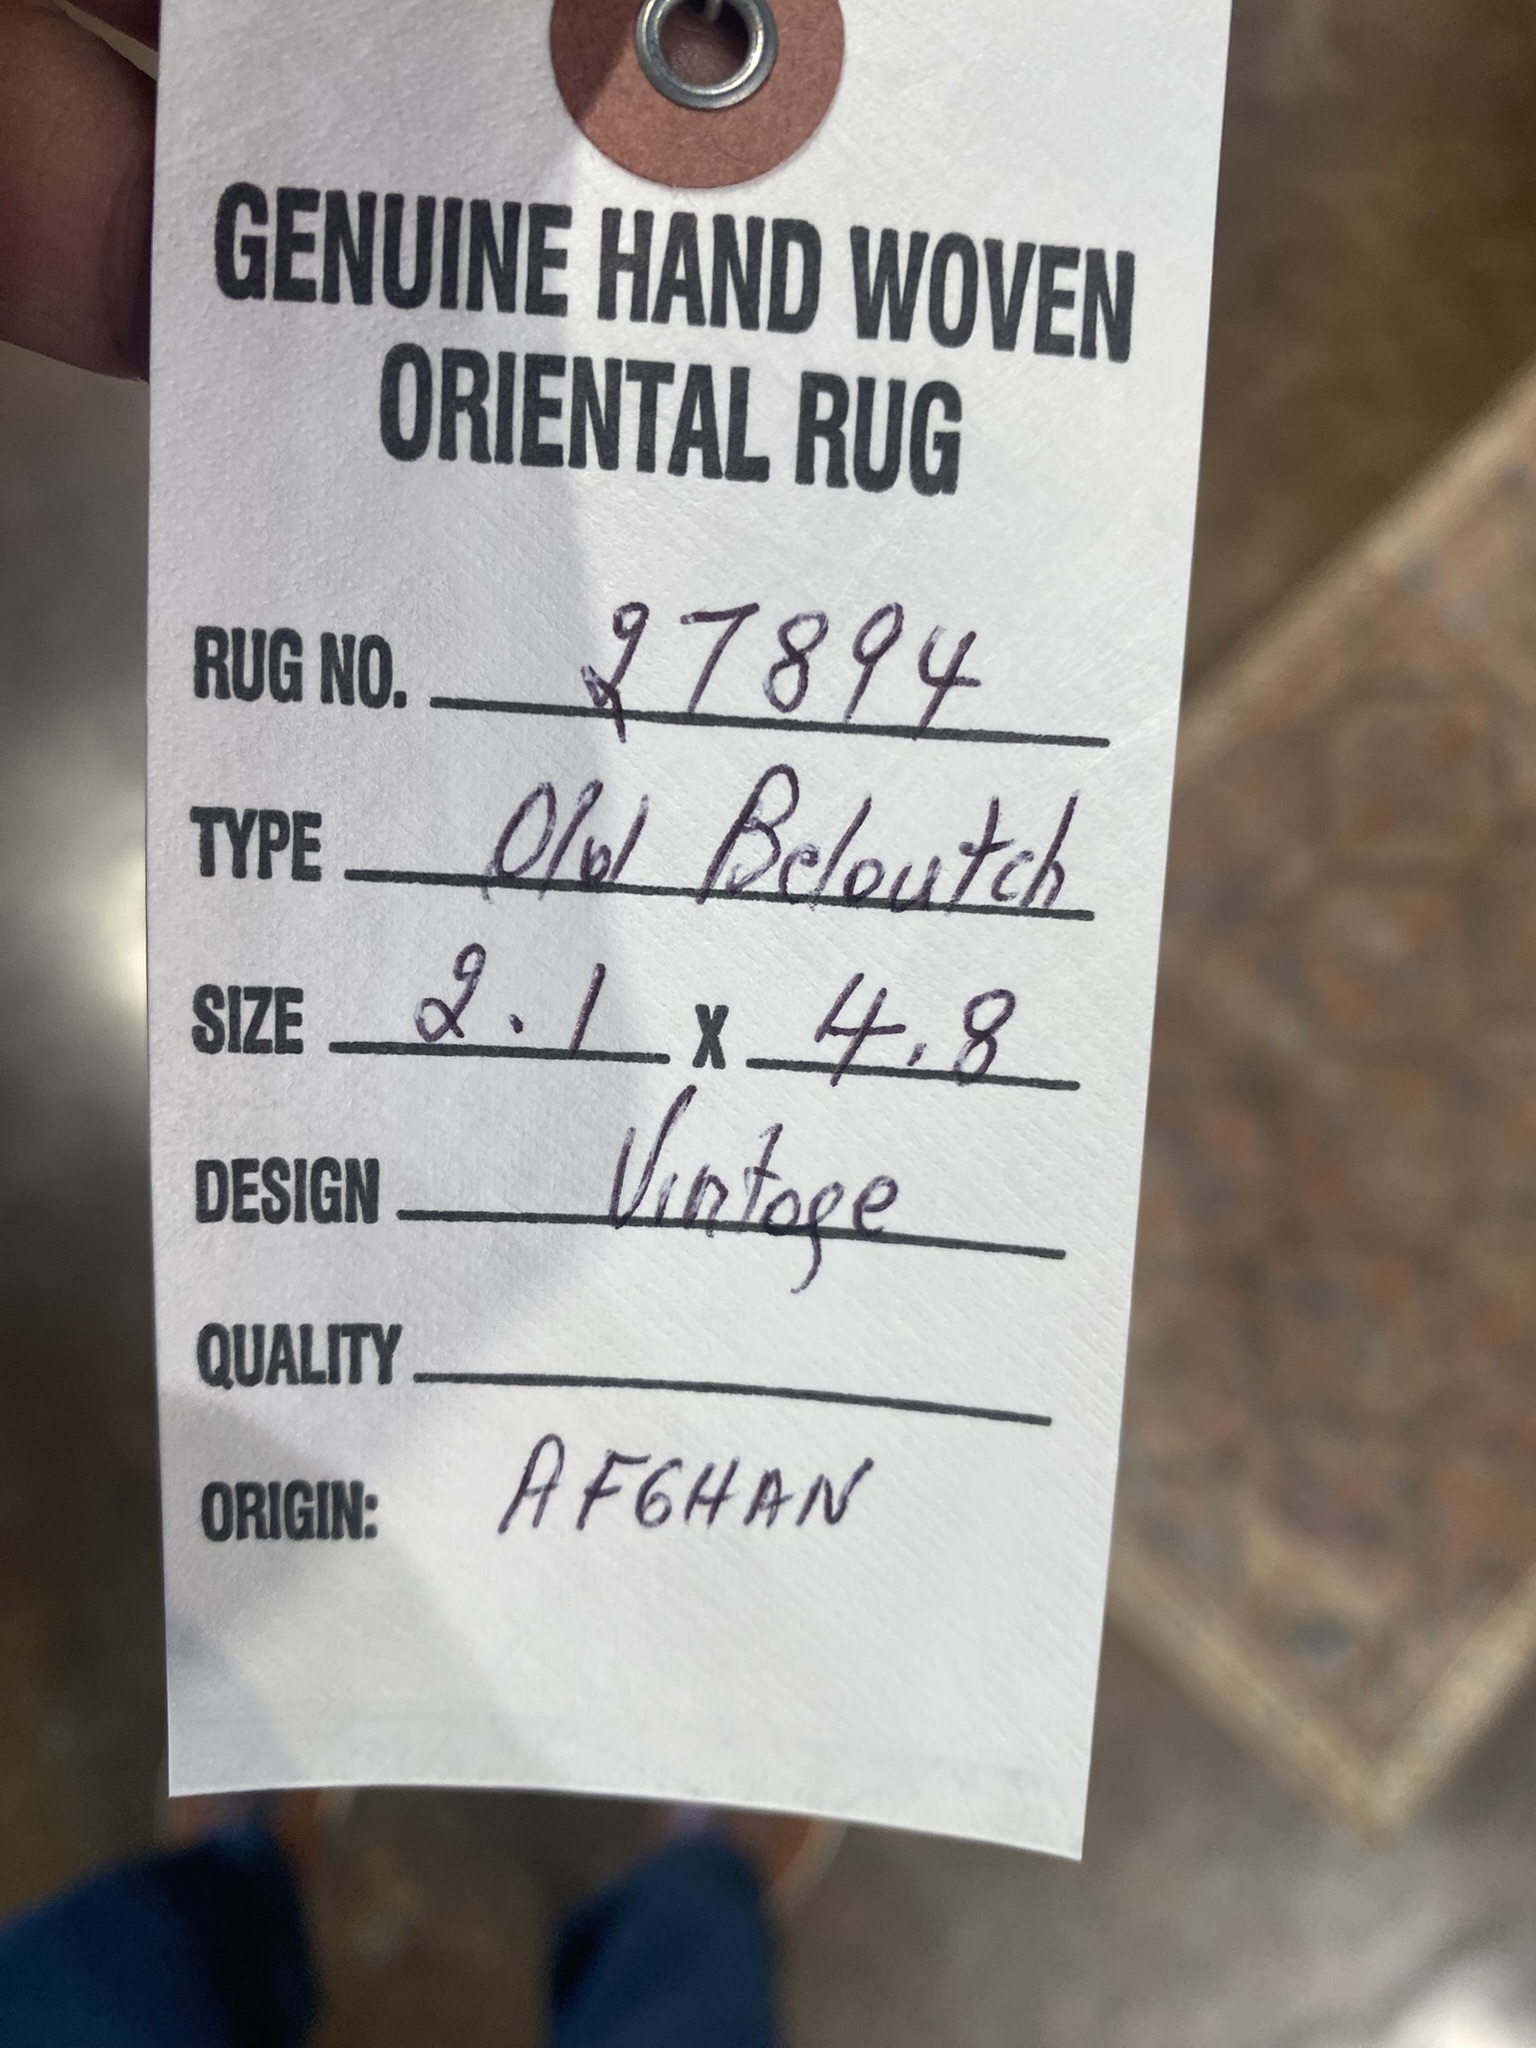 GENUINE HAND WOVEN
ORIENTAL RUG
RUG NO. 27894
TYPE Old Beloutch
SIZE 2.1 X 4.8
DESIGN Vintage
QUALITY
ORIGIN: AFGHAN